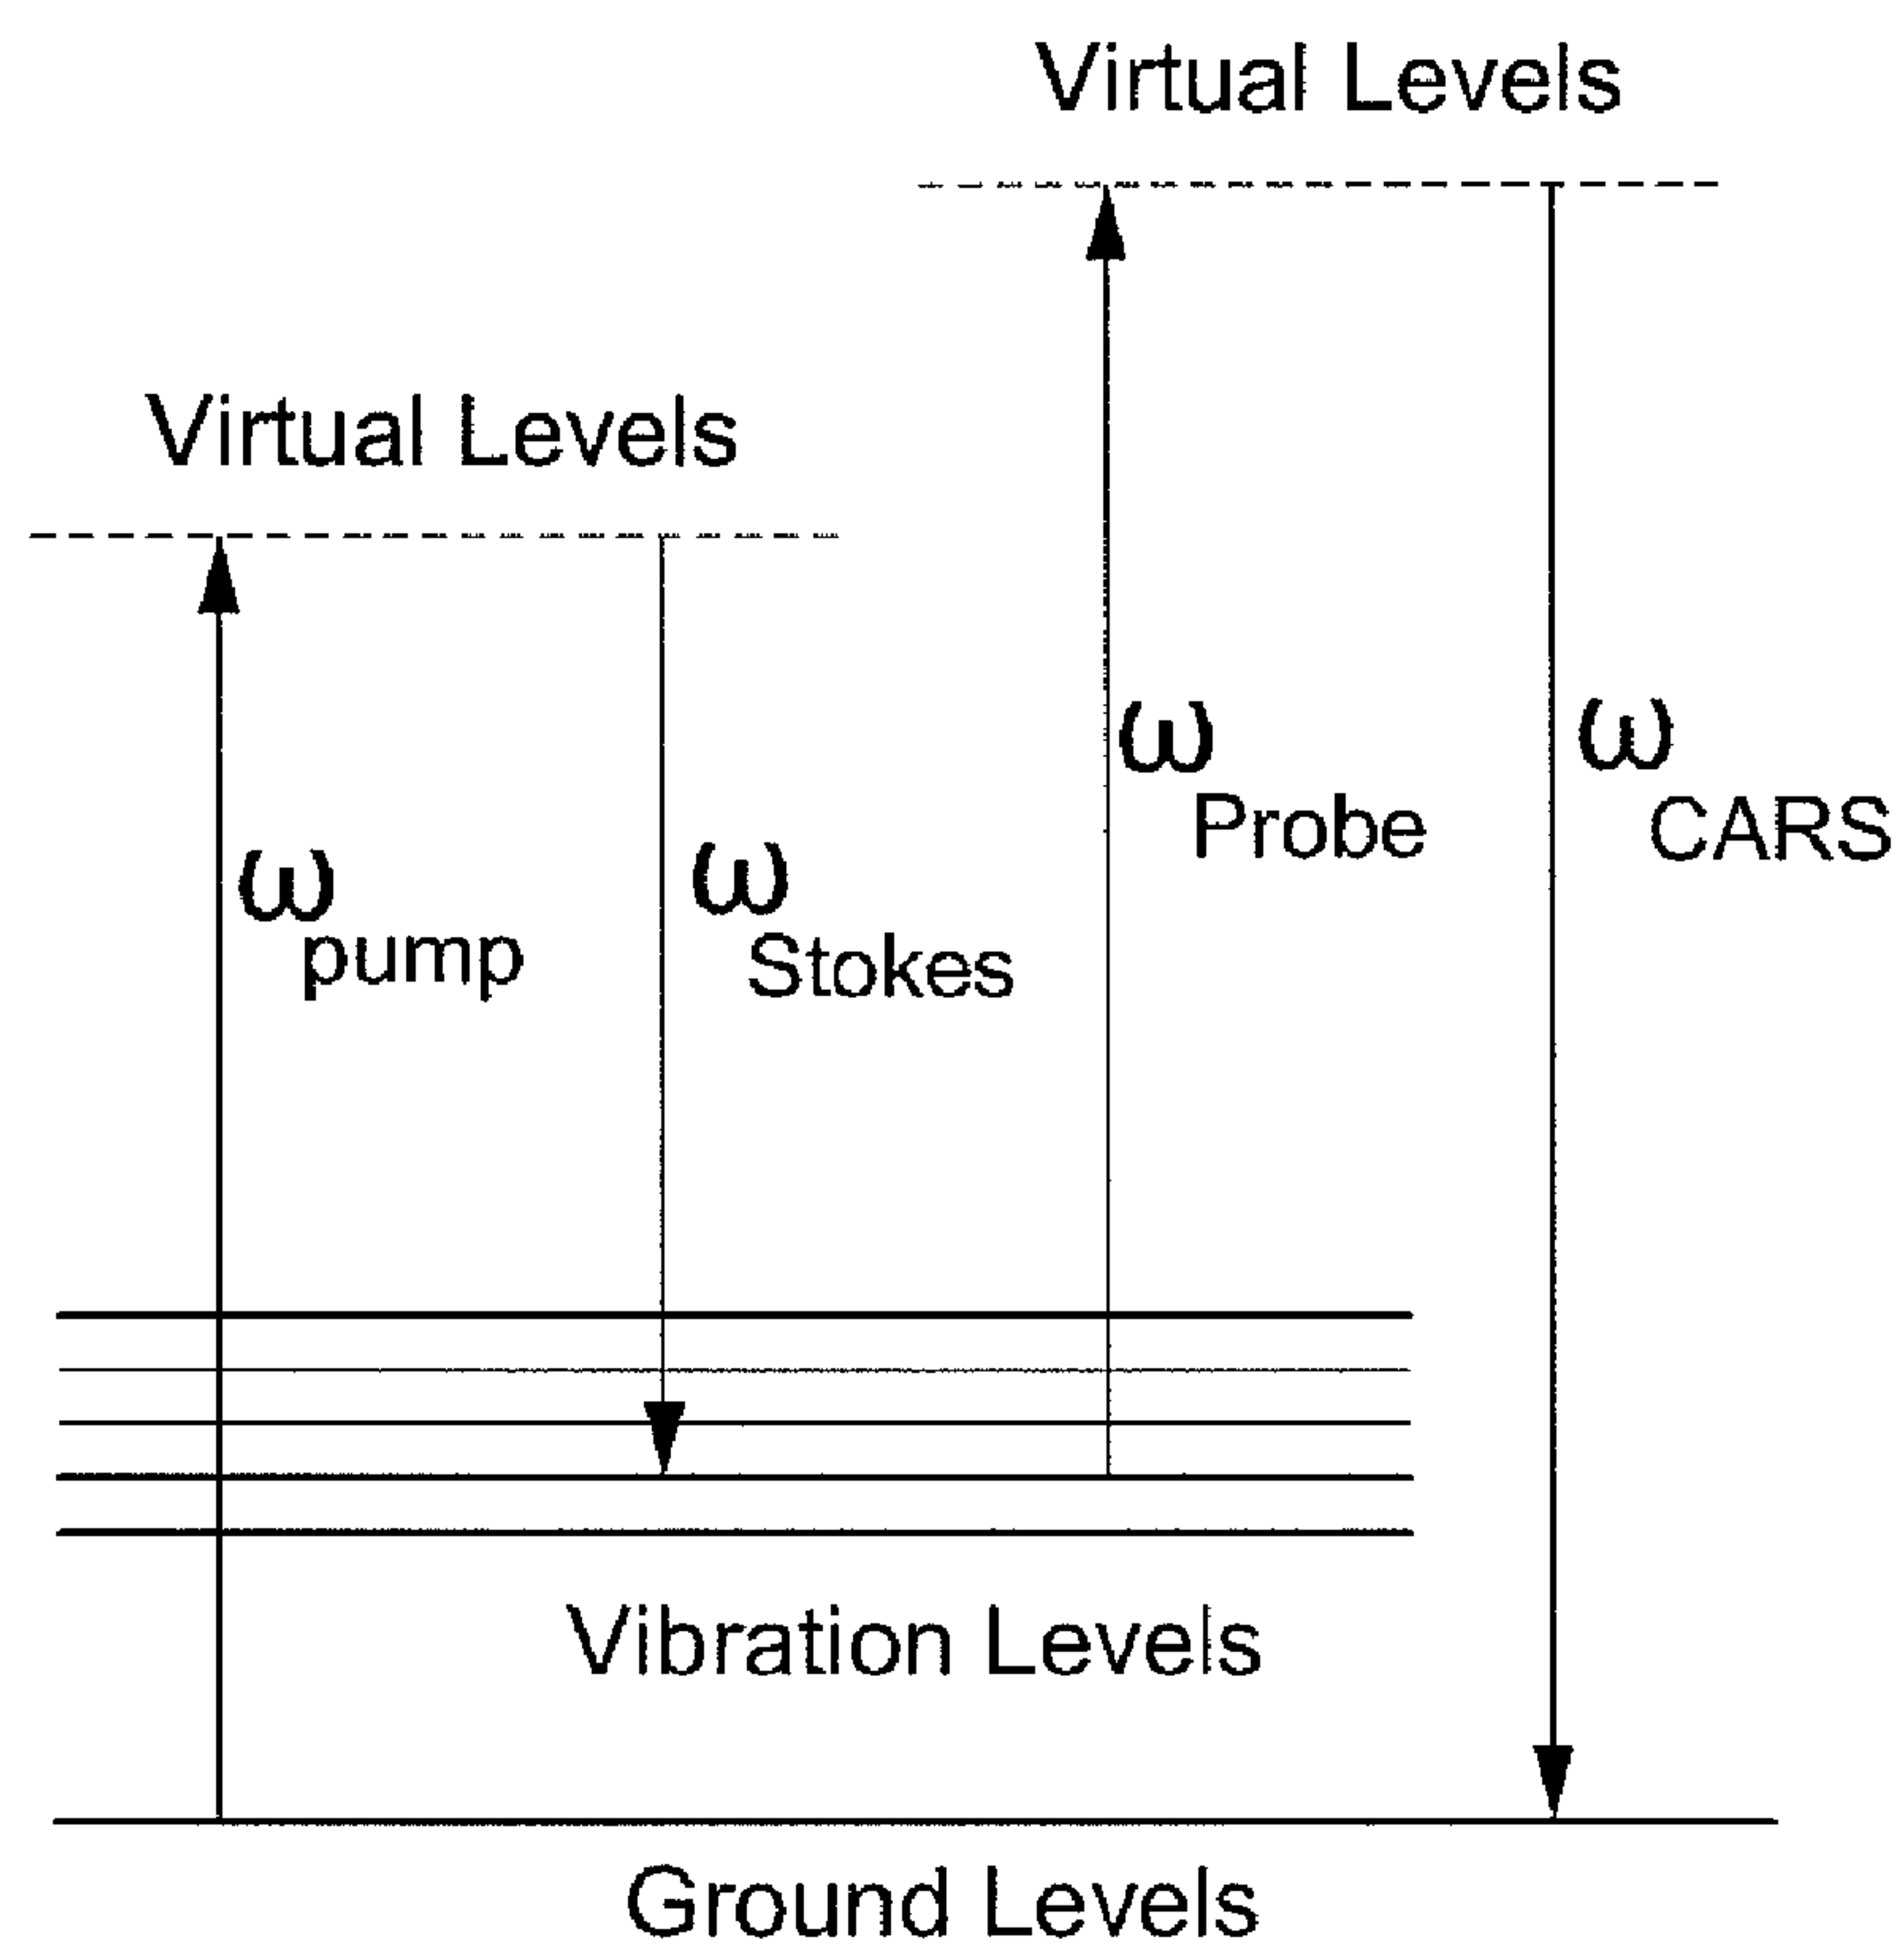 Virtual Levels
Virtual Levels
ω Probe
ω CARS
ω pump
ω Stokes
Vibration Levels
Ground Levels